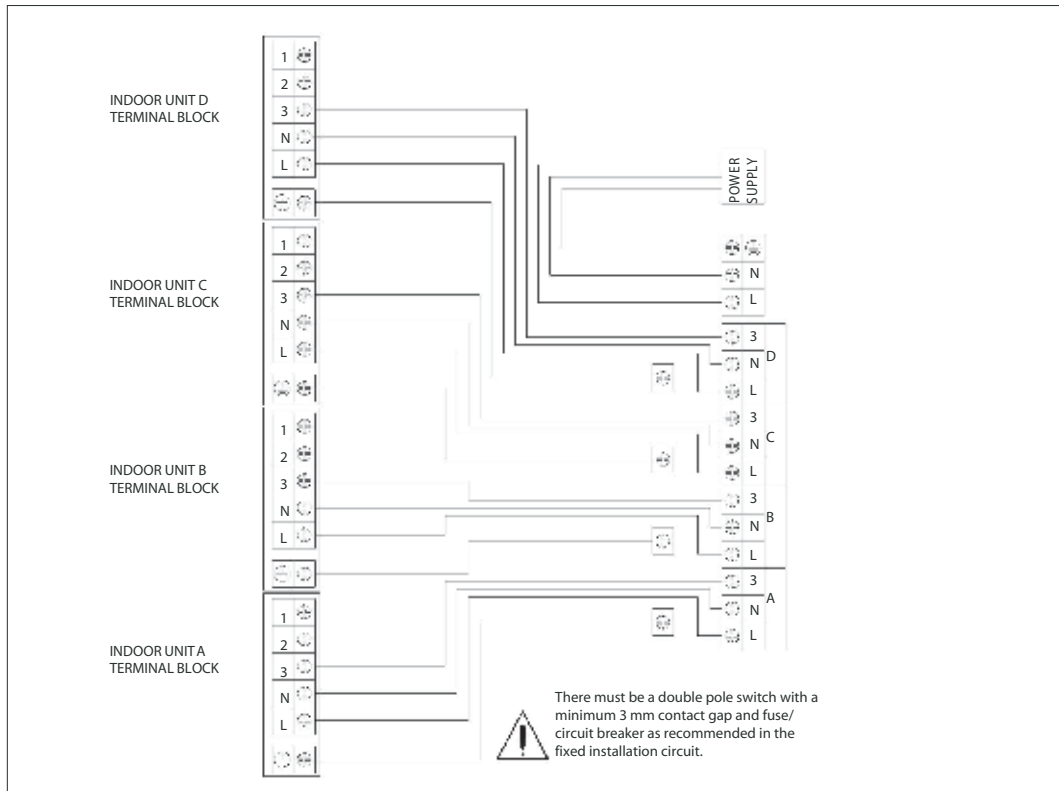 INDOOR UNIT D
TERMINAL BLOCK
1
2
3
N
L
INDOOR UNIT C
TERMINAL BLOCK
1
2
3
N
L
INDOOR UNIT B
TERMINAL BLOCK
1
2
3
N
L
INDOOR UNIT A
TERMINAL BLOCK
1
2
3
N
L
POWER
SUPPLY
N
L
3
N
L
D
3
N
L
C
3
N
L
B
3
N
L
A
There must be a double pole switch with a
minimum 3 mm contact gap and fuse/
circuit breaker as recommended in the
fixed installation circuit.